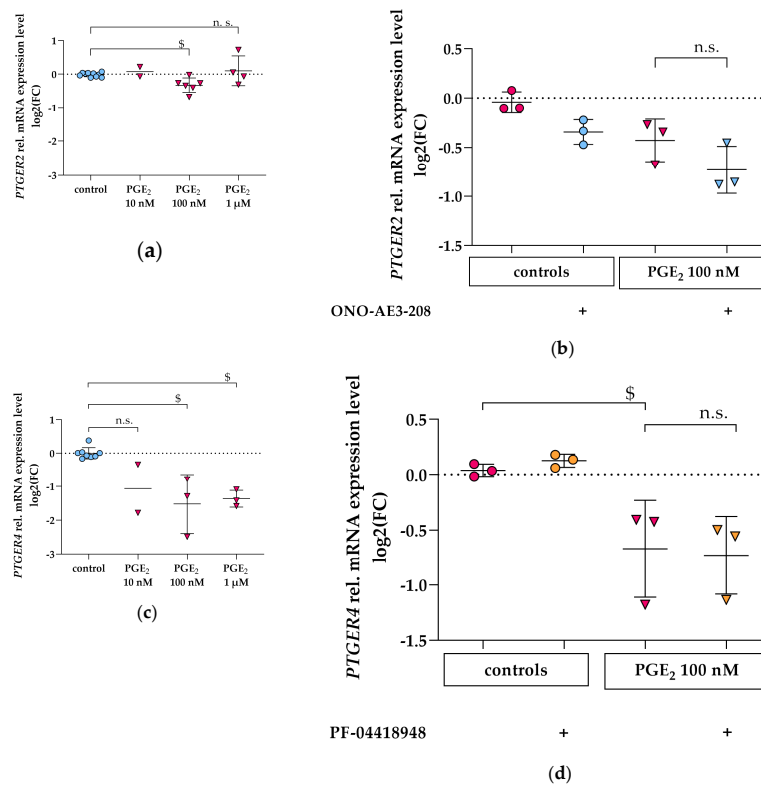 PTGER2 rel. mRNA expression level
log2(FC)
1
0
-1
-2
-3
n. s.
$
control
PGE₂
10 nM
PGE₂
100 nM
PGE₂
1 µM
(a)
PTGER2 rel. mRNA expression level
log2(FC)
0.5
0.0
-0.5
-1.0
-1.5
n.s.
controls
PGE₂ 100 nM
ONO-AE3-208
+
+
(b)
PTGER4 rel. mRNA expression level
log2(FC)
1
0
-1
-2
-3
$
$
n.s.
control
PGE₂
10 nM
PGE₂
100 nM
PGE₂
1 µM
(c)
PTGER4 rel. mRNA expression level
log2(FC)
0.5
0.0
-0.5
-1.0
-1.5
$
n.s.
controls
PGE₂ 100 nM
PF-04418948
+
+
(d)